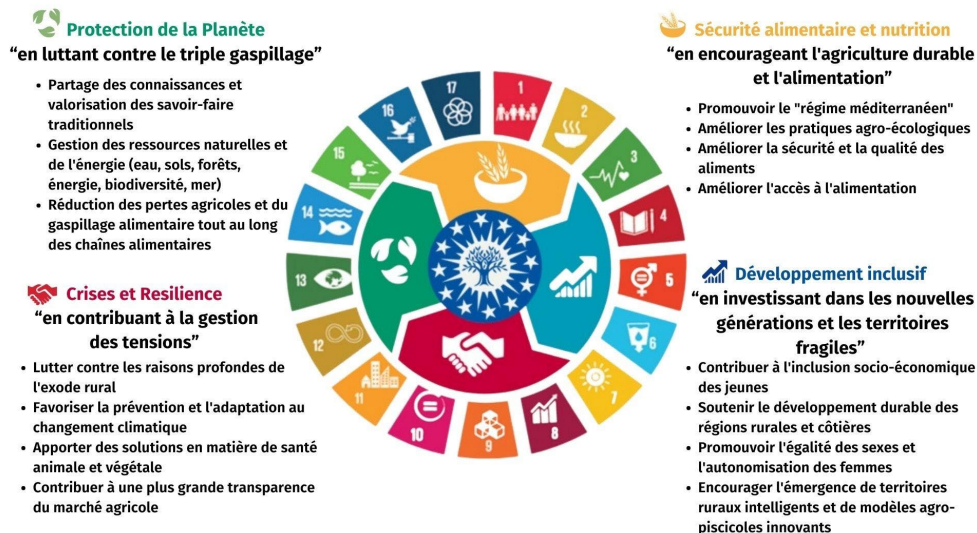 Protection de la Planète
“en luttant contre le triple gaspillage”
• Partage des connaissances et
valorisation des savoir-faire
traditionnels
• Gestion des ressources naturelles et
de l'énergie (eau, sols, forêts,
énergie, biodiversité, mer)
• Réduction des pertes agricoles et du
gaspillage alimentaire tout au long
des chaînes alimentaires
Crises et Resilience
“en contribuant à la gestion
des tensions”
• Lutter contre les raisons profondes de
l'exode rural
• Favoriser la prévention et l'adaptation au
changement climatique
• Apporter des solutions en matière de santé
animale et végétale
• Contribuer à une plus grande transparence
du marché agricole
1
2
3
4
5
6
7
8
9
10
11
12
13
14
15
16
17
Sécurité alimentaire et nutrition
“en encourageant l'agriculture durable
et l'alimentation”
• Promouvoir le "régime méditerranéen"
• Améliorer les pratiques agro-écologiques
• Améliorer la sécurité et la qualité des
aliments
• Améliorer l'accès à l'alimentation
Développement inclusif
“en investissant dans les nouvelles
générations et les territoires
fragiles”
• Contribuer à l'inclusion socio-économique
des jeunes
• Soutenir le développement durable des
régions rurales et côtières
• Promouvoir l'égalité des sexes et
l'autonomisation des femmes
• Encourager l'émergence de territoires
ruraux intelligents et de modèles agro-
piscicoles innovants